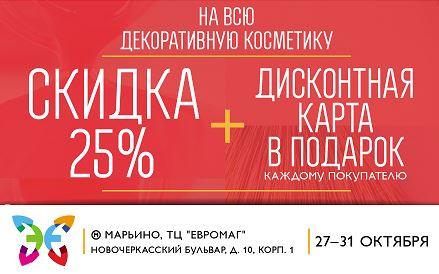 НА ВСЮ
ДЕКОРАТИВНУЮ КОСМЕТИКУ
СКИДКА
25%
+
ДИСКОНТНАЯ
КАРТА
В ПОДАРОК
КАЖДОМУ ПОКУПАТЕЛЮ
Ⓜ МАРЬИНО, ТЦ "ЕВРОМАГ"
НОВОЧЕРКАССКИЙ БУЛЬВАР, Д. 10, КОРП. 1
27–31 ОКТЯБРЯ